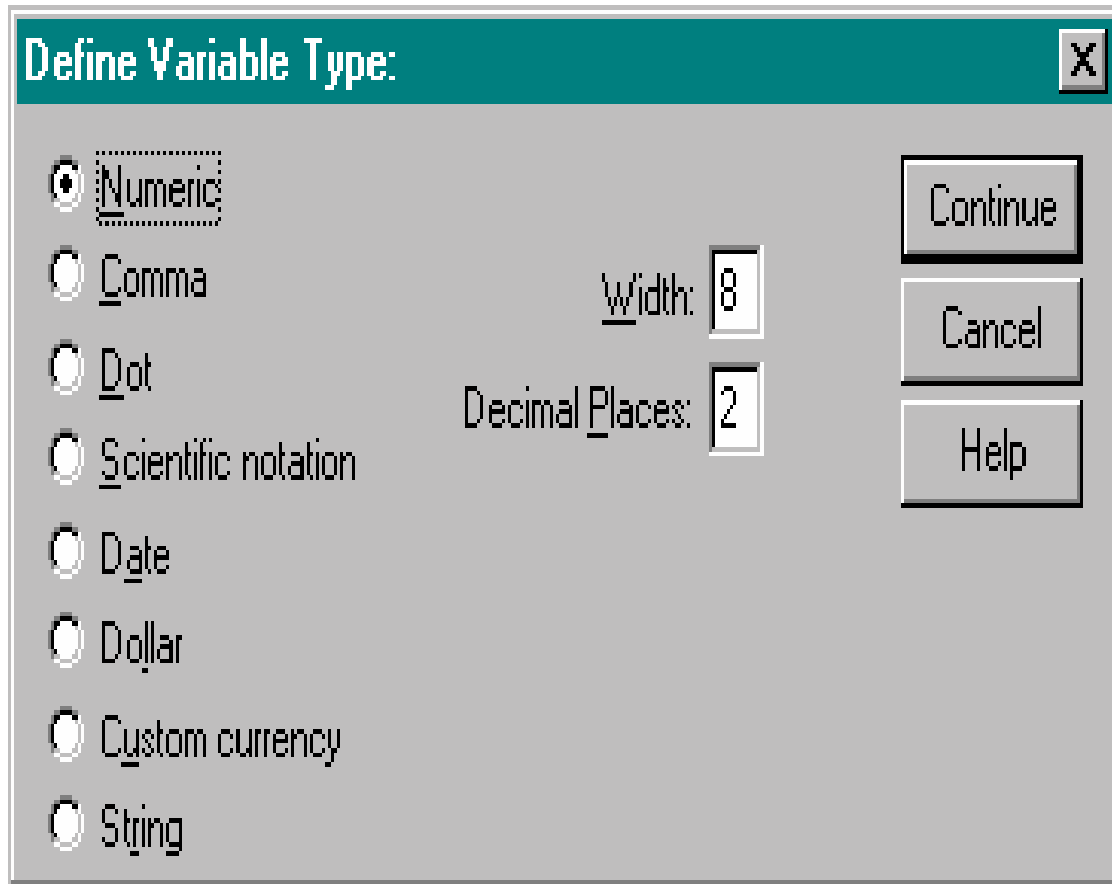 Define Variable Type:
X
Numeric
Comma
Dot
Scientific notation
Date
Dollar
Custom currency
String
Width: 8
Decimal Places: 2
Continue
Cancel
Help